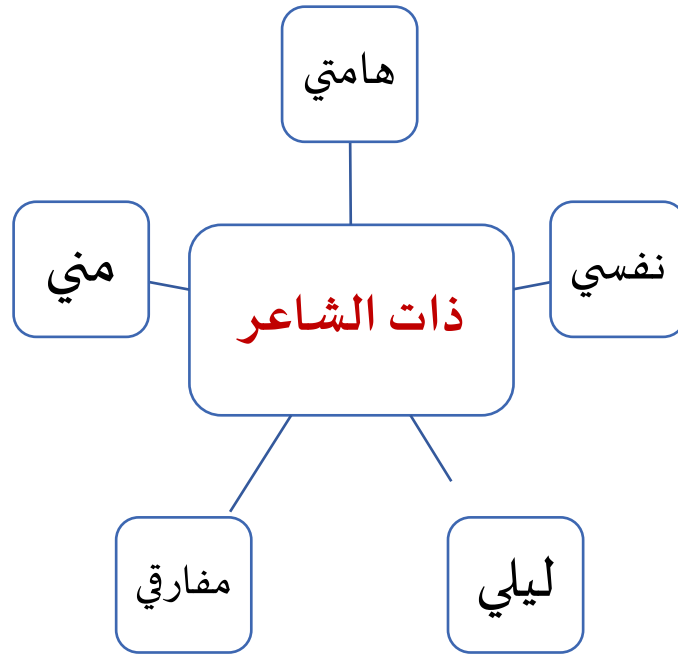 هامتي
نفسي
مني
ذات الشاعر
مفارقي
ليلي